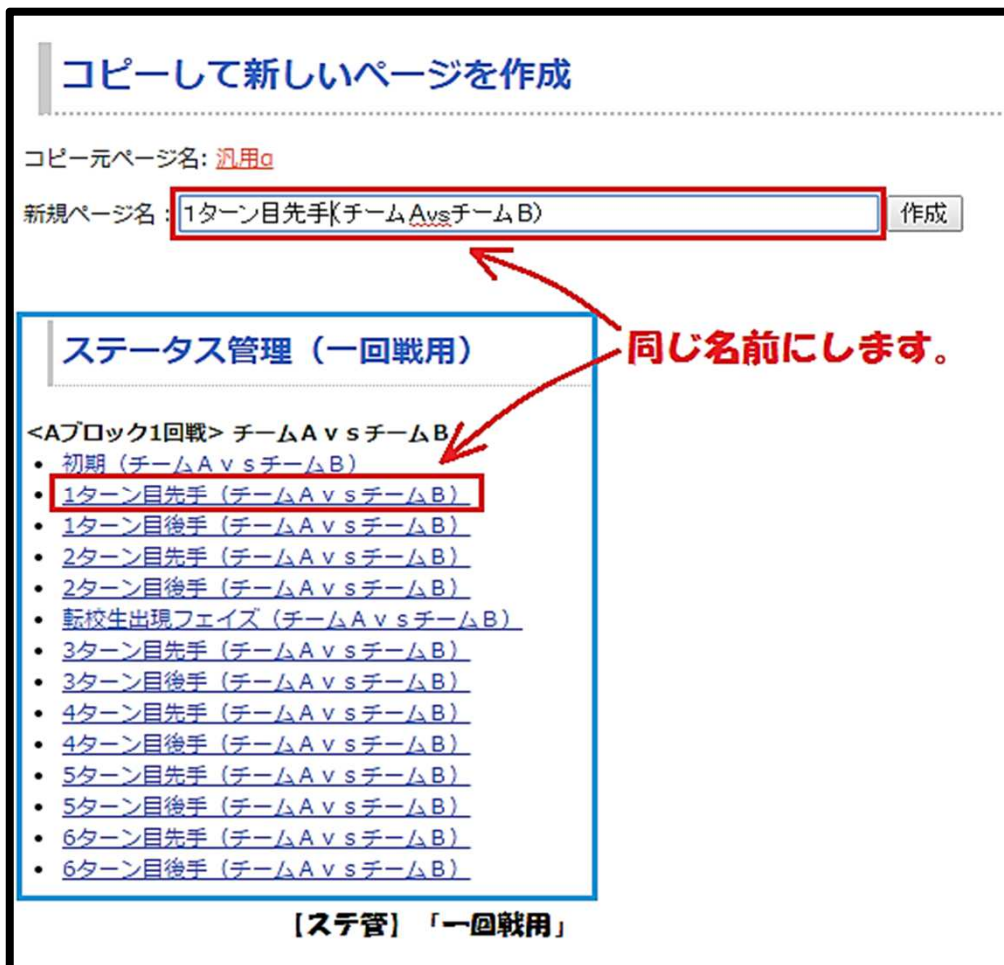 コピーして新しいページを作成
コピー元ページ名: 汎用α
新規ページ名： 1ターン目先手(チームAvsチームB) 作成
同じ名前にします。
ステータス管理（一回戦用）
<Aブロック1回戦> チームＡｖｓチームＢ
初期（チームＡｖｓチームＢ）
1ターン目先手（チームＡｖｓチームＢ）
1ターン目後手（チームＡｖｓチームＢ）
2ターン目先手（チームＡｖｓチームＢ）
2ターン目後手（チームＡｖｓチームＢ）
転校生出現フェイズ（チームＡｖｓチームＢ）
3ターン目先手（チームＡｖｓチームＢ）
3ターン目後手（チームＡｖｓチームＢ）
4ターン目先手（チームＡｖｓチームＢ）
4ターン目後手（チームＡｖｓチームＢ）
5ターン目先手（チームＡｖｓチームＢ）
5ターン目後手（チームＡｖｓチームＢ）
6ターン目先手（チームＡｖｓチームＢ）
6ターン目後手（チームＡｖｓチームＢ）
【ステ管】「一回戦用」